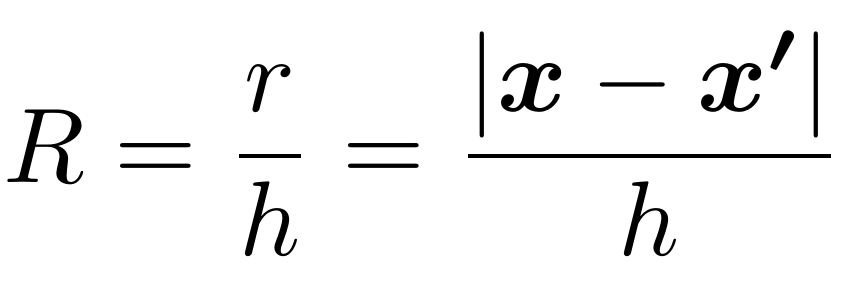 R = r/h = |x − x′|/h